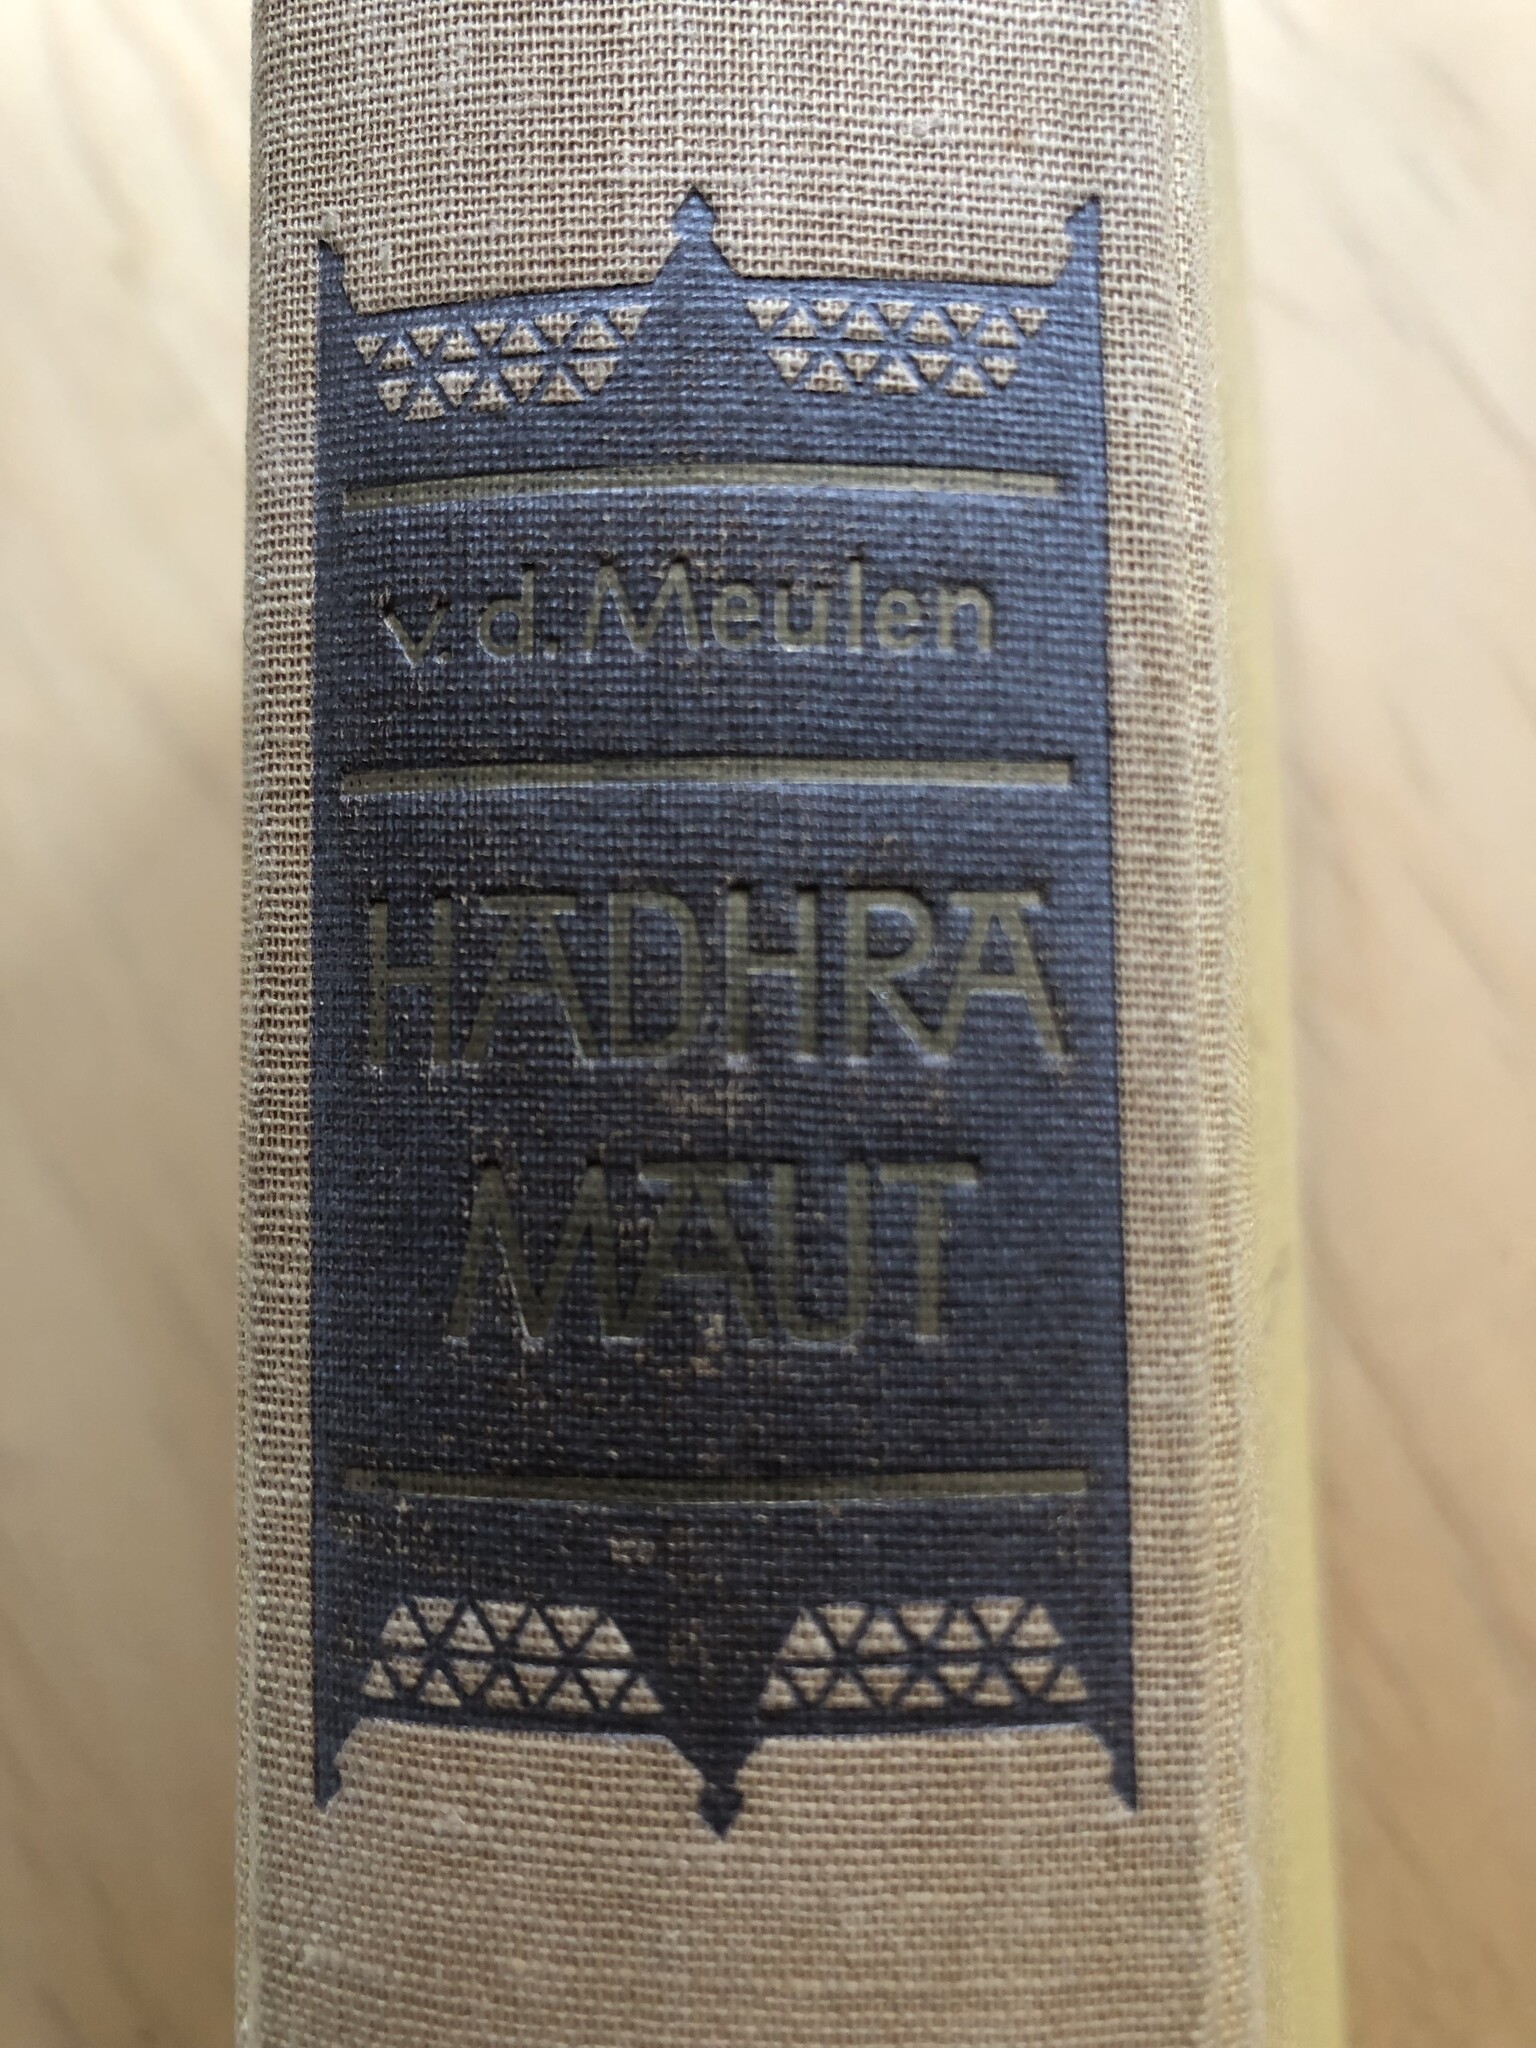 v. d. Meulen
HADHRA
MAUT